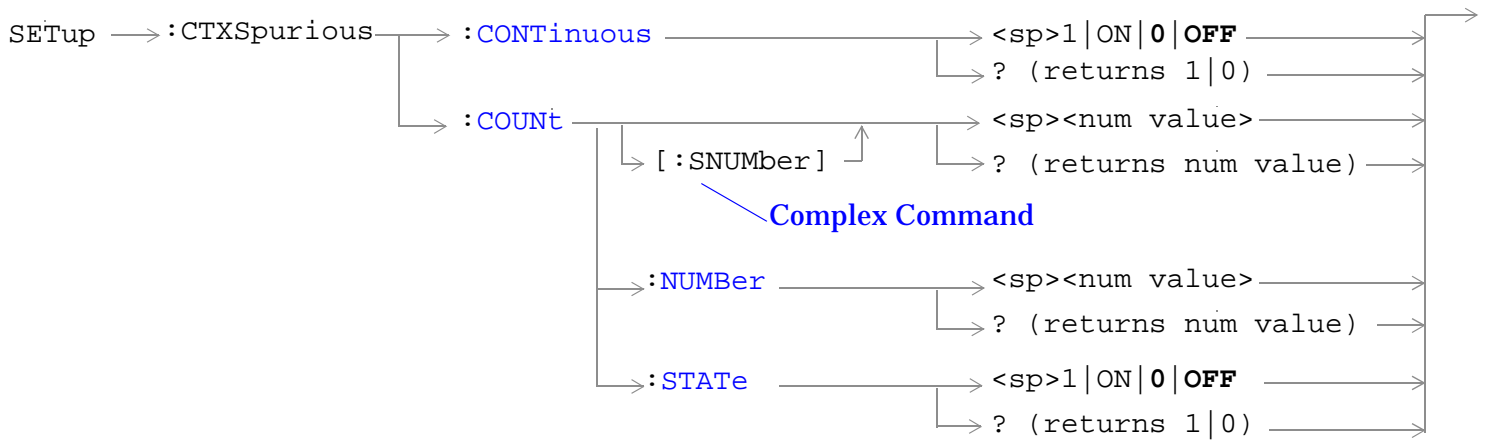 SETup :CTXSpurious :CONTinuous <sp>1|ON|0|OFF
? (returns 1|0)
:COUNt <sp><num value>
[:SNUMber] ? (returns num value)
Complex Command
:NUMBer <sp><num value>
? (returns num value)
:STATe <sp>1|ON|0|OFF
? (returns 1|0)